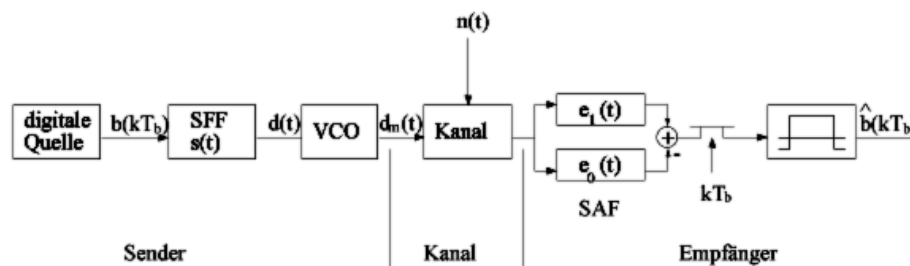 n(t)
digitale
Quelle
b(kT_b)
SFF
s(t)
d(t)
VCO
d_m(t)
Kanal
e_1(t)
e_0(t)
+
-
SAF
kT_b
b̂(kT_b
Sender
Kanal
Empfänger